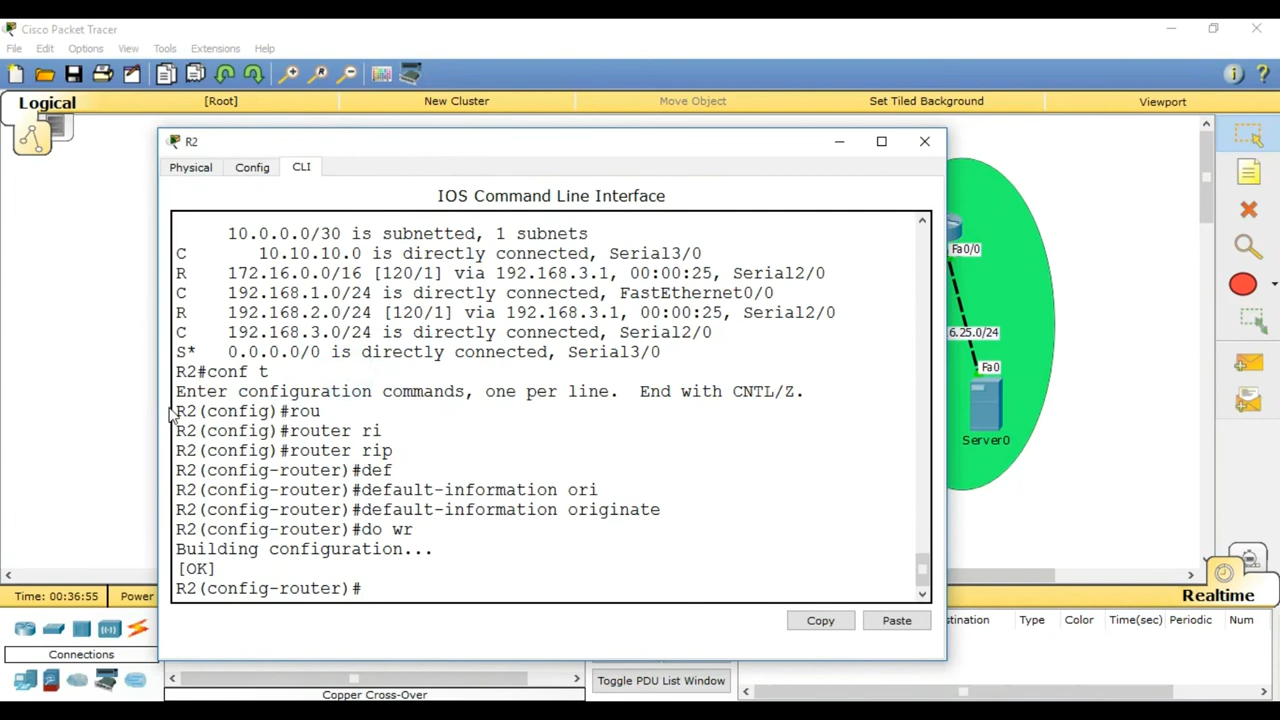 Cisco Packet Tracer
File Edit Options View Tools Extensions Help
Logical [Root] New Cluster Move Object Set Tiled Background Viewport
R2
Physical Config CLI
IOS Command Line Interface
10.0.0.0/30 is subnetted, 1 subnets
C 10.10.10.0 is directly connected, Serial3/0
R 172.16.0.0/16 [120/1] via 192.168.3.1, 00:00:25, Serial2/0
C 192.168.1.0/24 is directly connected, FastEthernet0/0
R 192.168.2.0/24 [120/1] via 192.168.3.1, 00:00:25, Serial2/0
C 192.168.3.0/24 is directly connected, Serial2/0
S* 0.0.0.0/0 is directly connected, Serial3/0
R2#conf t
Enter configuration commands, one per line. End with CNTL/Z.
R2(config)#rou
R2(config)#router ri
R2(config)#router rip
R2(config-router)#def
R2(config-router)#default-information ori
R2(config-router)#default-information originate
R2(config-router)#do wr
Building configuration...
[OK]
R2(config-router)#
Copy Paste
Fa0/0
6.25.0/24
Fa0
Server0
Time: 00:36:55 Power
Realtime
Connections
Copper Cross-Over
Toggle PDU List Window
stination Type Color Time(sec) Periodic Num